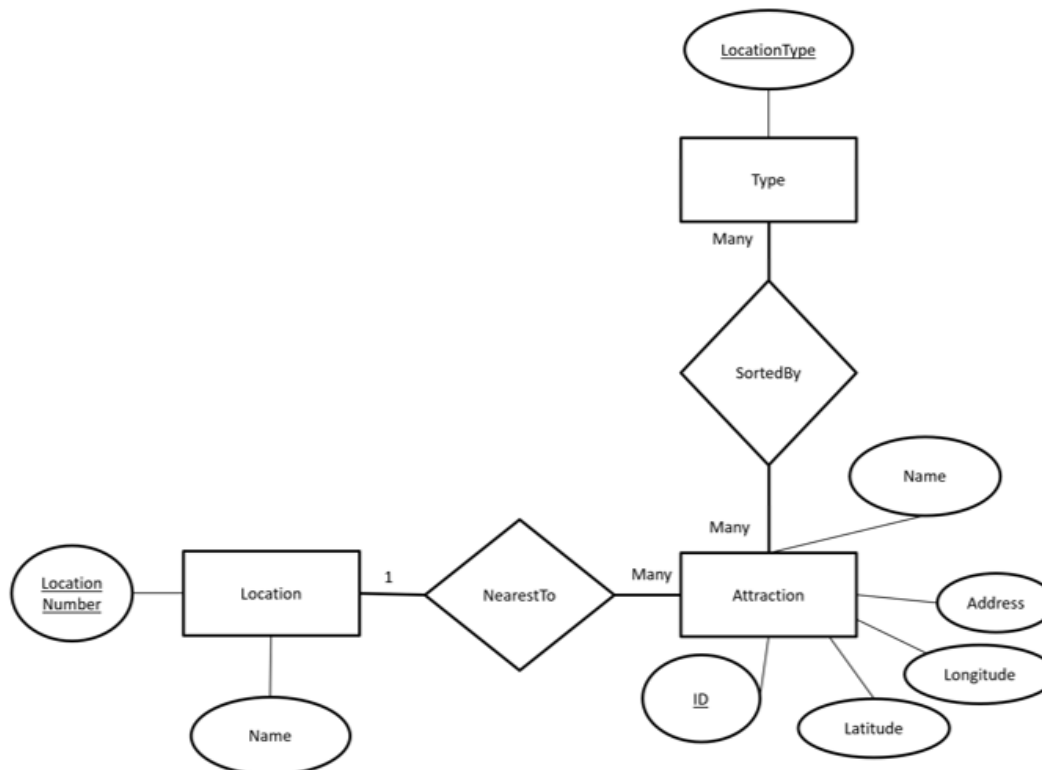 LocationType
Type
Many
SortedBy
Name
Many
Location
Number
Location
1
NearestTo
Many
Attraction
Address
Longitude
ID
Latitude
Name